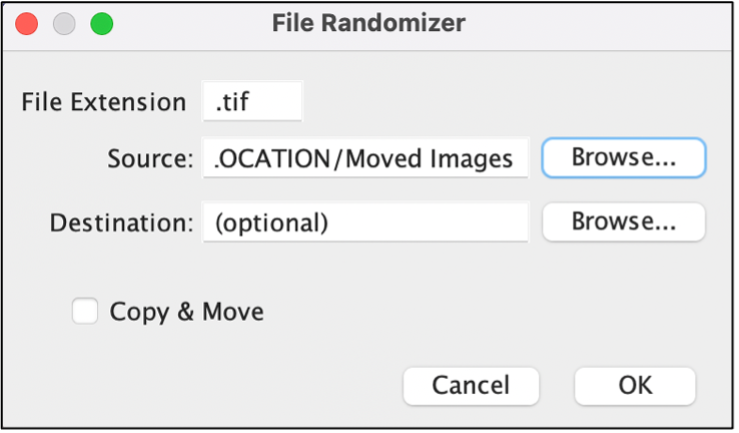 File Randomizer
File Extension .tif
Source: .OCATION/Moved Images Browse...
Destination: (optional) Browse...
Copy & Move
Cancel OK